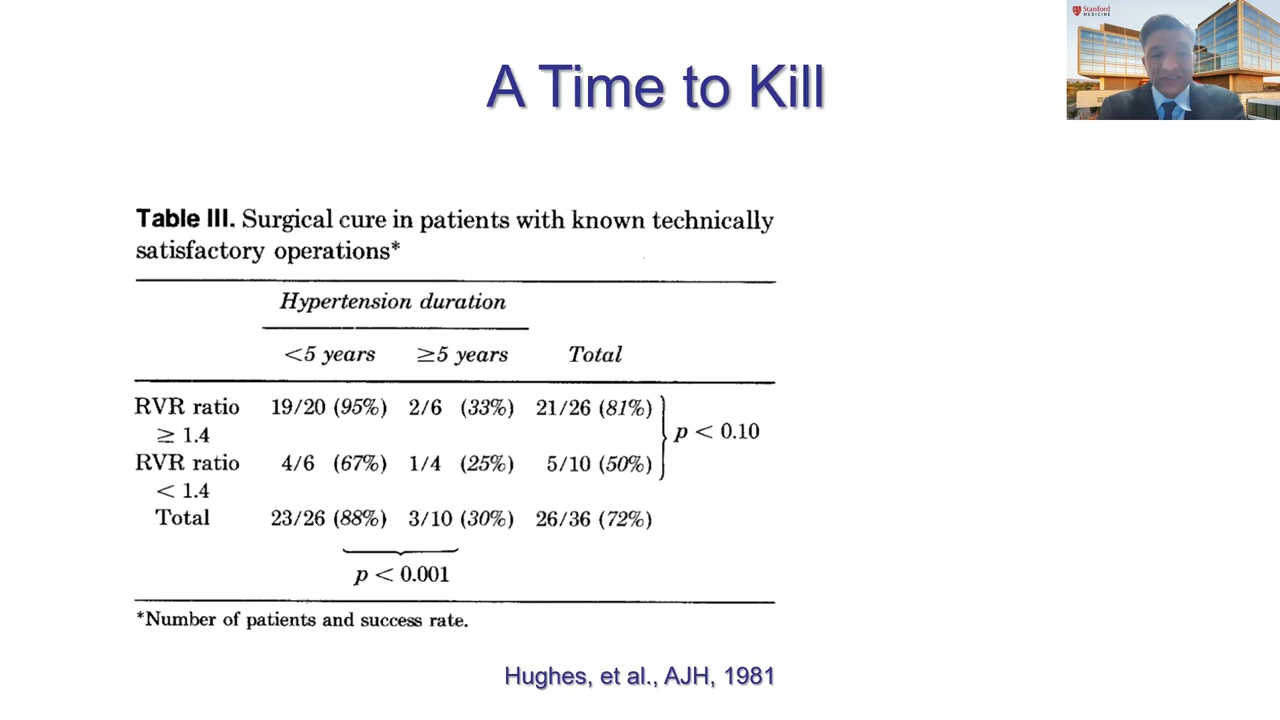 Stanford
MEDICINE
A Time to Kill
Table III. Surgical cure in patients with known technically
satisfactory operations*
Hypertension duration
<5 years ≥5 years Total
RVR ratio 19/20 (95%) 2/6 (33%) 21/26 (81%)
≥ 1.4
p < 0.10
RVR ratio 4/6 (67%) 1/4 (25%) 5/10 (50%)
< 1.4
Total 23/26 (88%) 3/10 (30%) 26/36 (72%)
p < 0.001
*Number of patients and success rate.
Hughes, et al., AJH, 1981